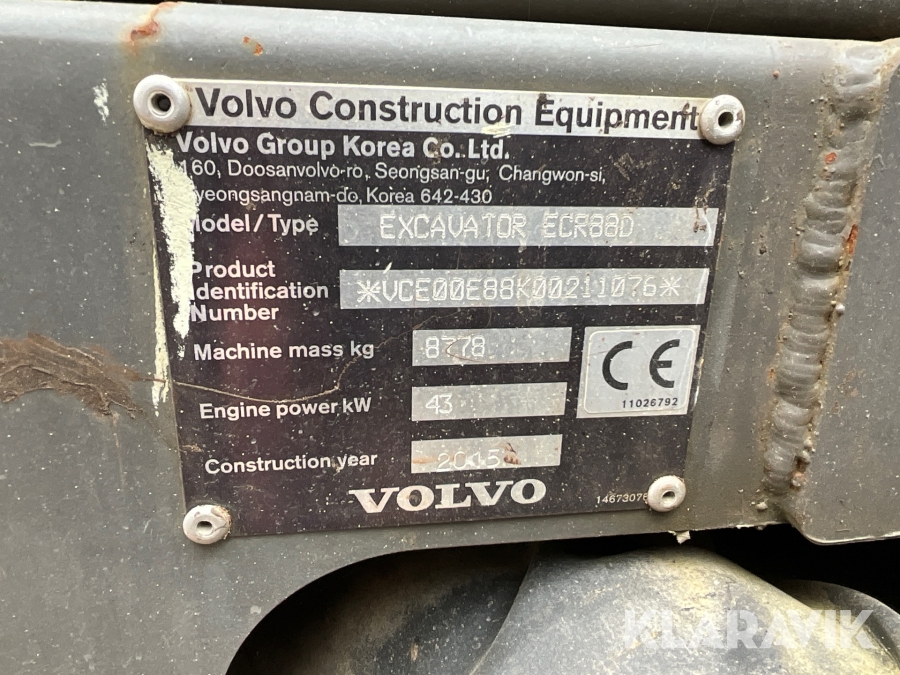 Volvo Construction Equipment
Volvo Group Korea Co.. Ltd.
160, Doosanvolvo-ro, Seongsan-gu, Changwon-si,
yeongsangnam-do, Korea 642-430
Model/Type EXCAVATOR ECR88D
Product
Identification
Number
*VCE00E88K00211076*
Machine mass kg 8778
CE
11026792
Engine power kW 43
Construction year 2015
VOLVO
1467307
KLARAVIK